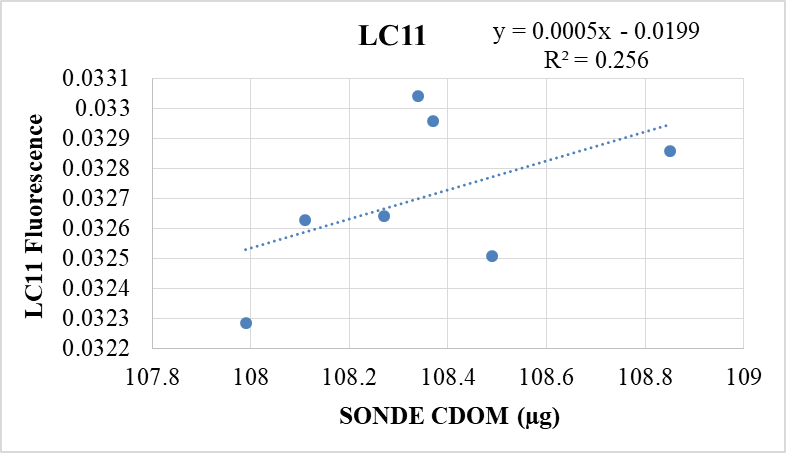 LC11
y = 0.0005x - 0.0199
R² = 0.256
0.0331
0.033
0.0329
0.0328
0.0327
0.0326
0.0325
0.0324
0.0323
0.0322
LC11 Fluorescence
107.8 108 108.2 108.4 108.6 108.8 109
SONDE CDOM (µg)